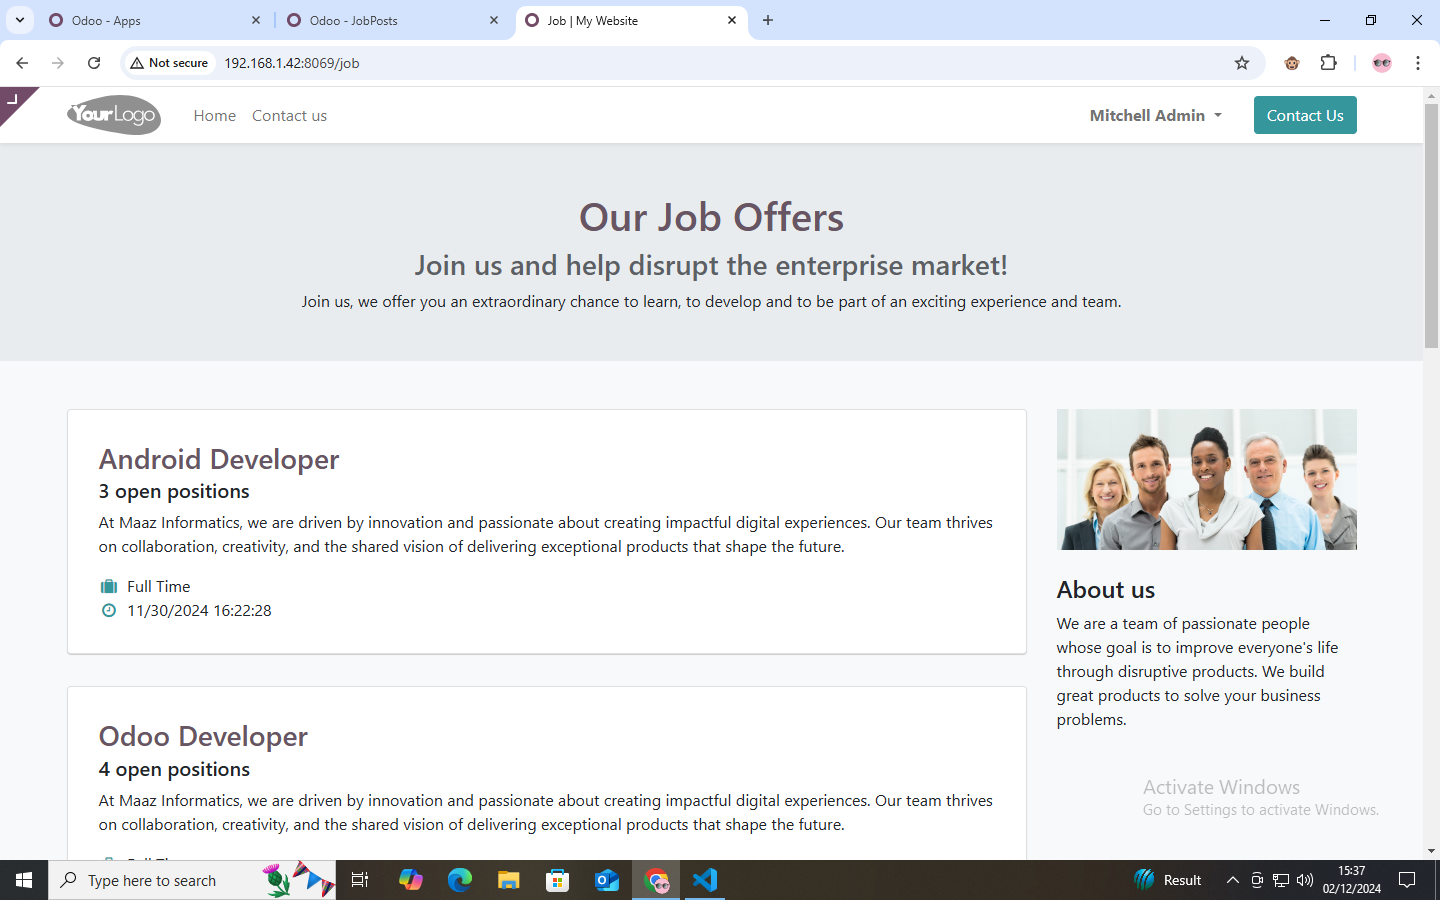 Odoo - Apps
Odoo - JobPosts
Job | My Website
Not secure
192.168.1.42:8069/job
YourLogo
Home
Contact us
Mitchell Admin
Contact Us
Our Job Offers
Join us and help disrupt the enterprise market!
Join us, we offer you an extraordinary chance to learn, to develop and to be part of an exciting experience and team.
Android Developer
3 open positions
At Maaz Informatics, we are driven by innovation and passionate about creating impactful digital experiences. Our team thrives
on collaboration, creativity, and the shared vision of delivering exceptional products that shape the future.
Full Time
11/30/2024 16:22:28
Odoo Developer
4 open positions
At Maaz Informatics, we are driven by innovation and passionate about creating impactful digital experiences. Our team thrives
on collaboration, creativity, and the shared vision of delivering exceptional products that shape the future.
About us
We are a team of passionate people
whose goal is to improve everyone's life
through disruptive products. We build
great products to solve your business
problems.
Activate Windows
Go to Settings to activate Windows.
Type here to search
Result
15:37
02/12/2024